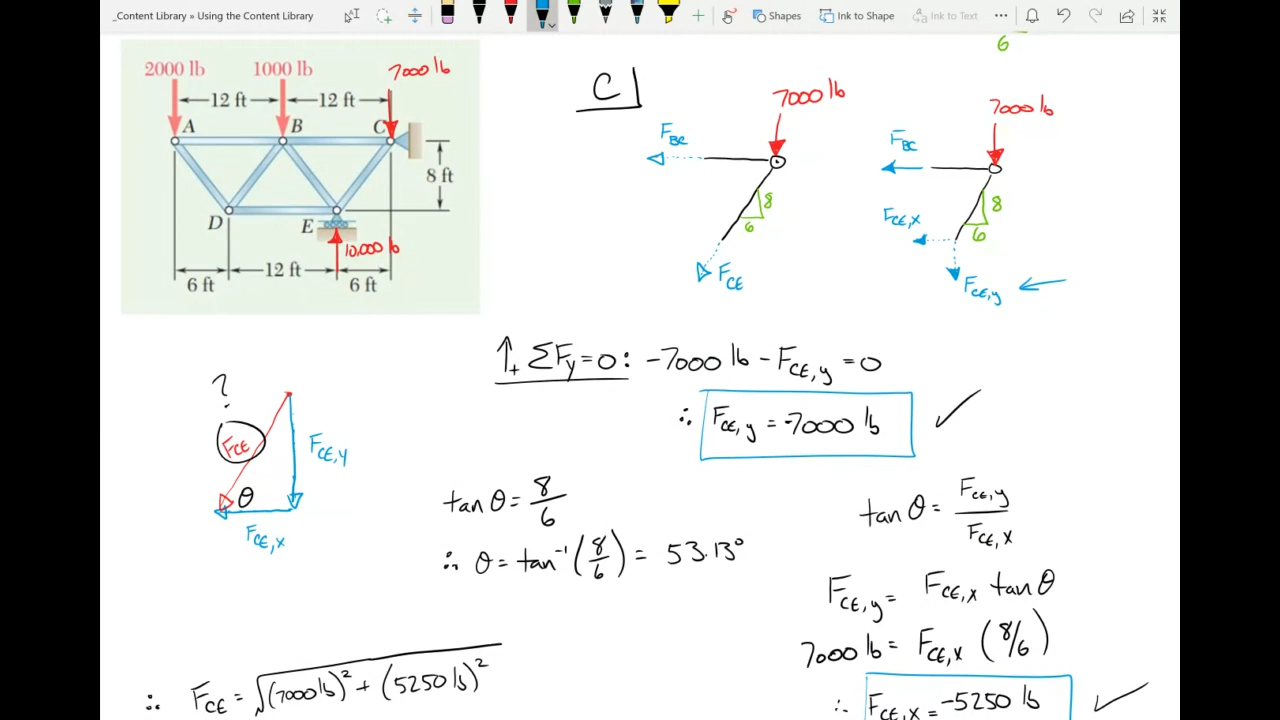 _Content Library » Using the Content Library
Shapes
Ink to Shape
Ink to Text
6
2000 lb
1000 lb
7000 lb
12 ft
12 ft
A
B
C
8 ft
D
E
10,000 lb
6 ft
12 ft
6 ft
C
7000 lb
F_BC
8
6
F_CE
7000 lb
F_BC
8
6
F_CE,x
F_CE,y
↑+ ΣFy=0: -7000 lb - F_CE,y = 0
∴ F_CE,y = -7000 lb ✓
?
F_CE
θ
F_CE,y
F_CE,x
tan θ = 8/6
∴ θ = tan⁻¹(8/6) = 53.13°
tan θ = F_CE,y / F_CE,x
F_CE,y = F_CE,x tan θ
7000 lb = F_CE,x (8/6)
∴ F_CE,x = -5250 lb ✓
∴ F_CE = √(7000 lb)² + (5250 lb)²